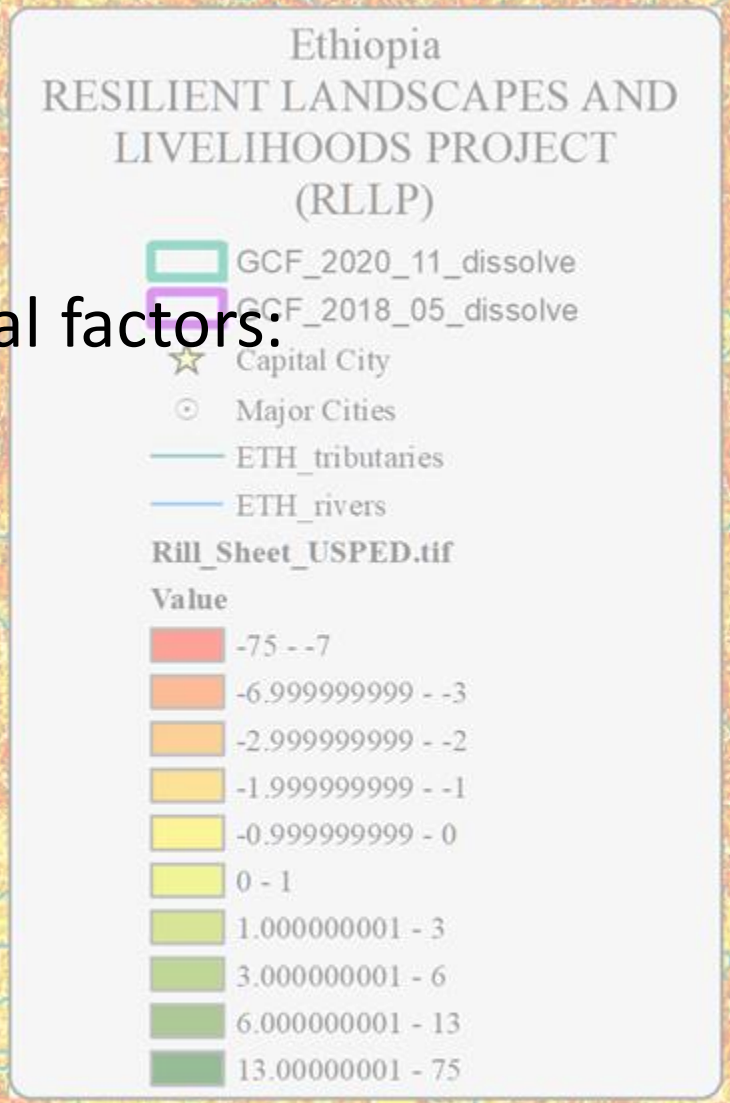 Ethiopia
RESILIENT LANDSCAPES AND
LIVELIHOODS PROJECT
(RLLP)
GCF_2020_11_dissolve
GCF_2018_05_dissolve
al factors:
Capital City
Major Cities
ETH_tributaries
ETH_rivers
Rill_Sheet_USPED.tif
Value
-75 - -7
-6.999999999 - -3
-2.999999999 - -2
-1.999999999 - -1
-0.999999999 - 0
0 - 1
1.000000001 - 3
3.000000001 - 6
6.000000001 - 13
13.00000001 - 75